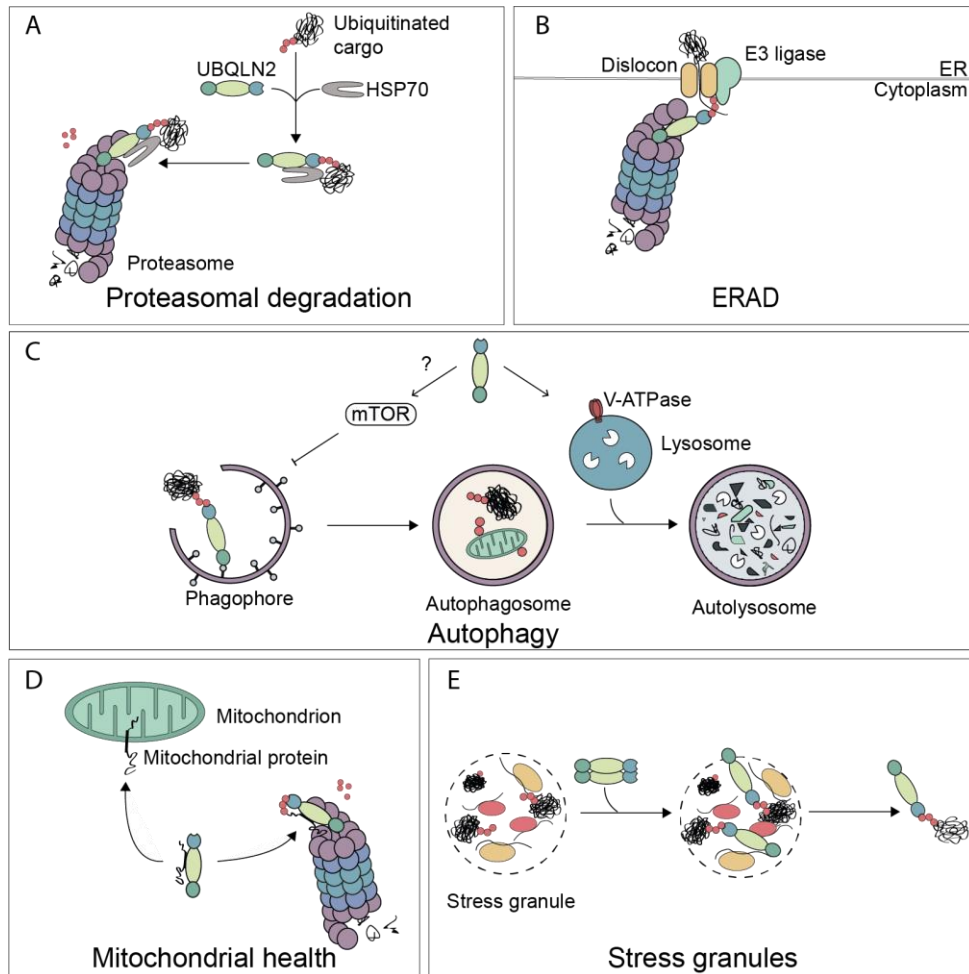 A
Ubiquitinated
cargo
UBQLN2
HSP70
Proteasome
Proteasomal degradation
B
Dislocon
E3 ligase
ER
Cytoplasm
ERAD
C
?
mTOR
V-ATPase
Lysosome
Phagophore
Autophagosome
Autolysosome
Autophagy
D
Mitochondrion
Mitochondrial protein
Mitochondrial health
E
Stress granule
Stress granules